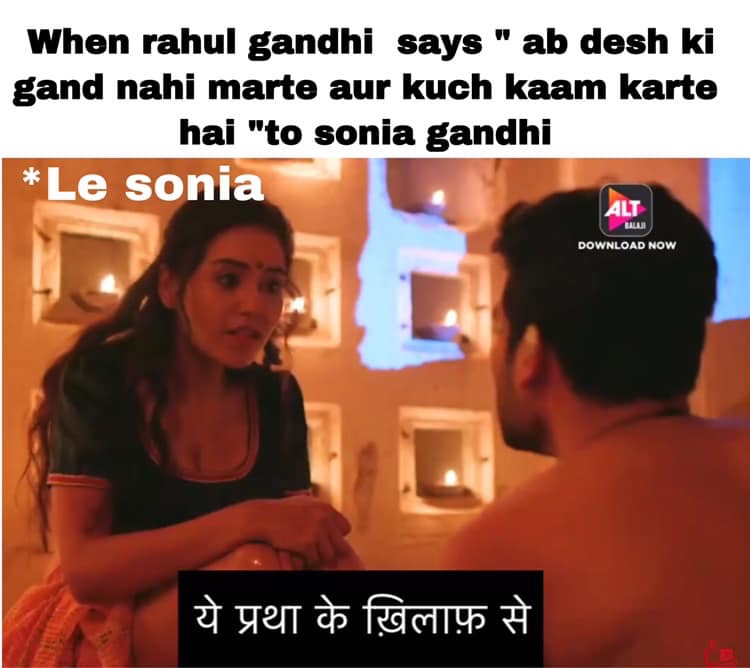 When rahul gandhi says " ab desh ki
gand nahi marte aur kuch kaam karte
hai "to sonia gandhi
*Le sonia
ALT
BALAJI
DOWNLOAD NOW
ये प्रथा के ख़िलाफ़ से